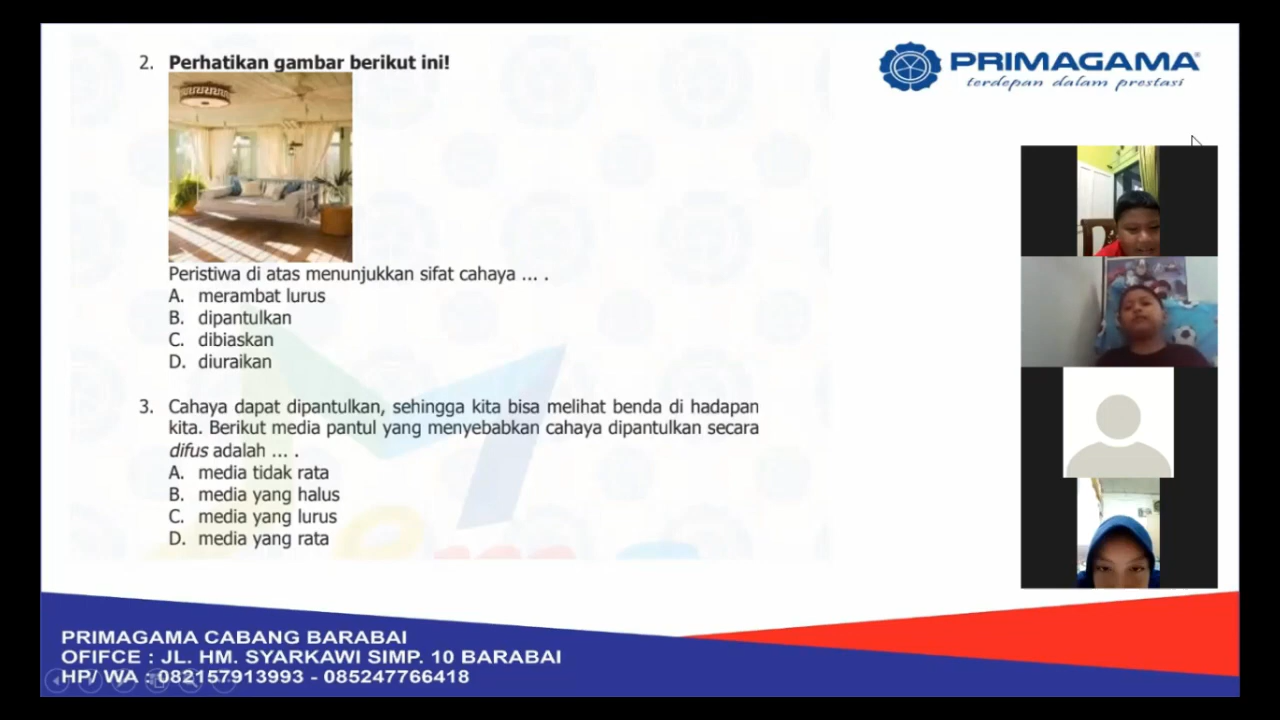 2. Perhatikan gambar berikut ini!
Peristiwa di atas menunjukkan sifat cahaya ... .
A. merambat lurus
B. dipantulkan
C. dibiaskan
D. diuraikan
3. Cahaya dapat dipantulkan, sehingga kita bisa melihat benda di hadapan
kita. Berikut media pantul yang menyebabkan cahaya dipantulkan secara
difus adalah ... .
A. media tidak rata
B. media yang halus
C. media yang lurus
D. media yang rata
PRIMAGAMA
terdepan dalam prestasi
PRIMAGAMA CABANG BARABAI
OFIFCE : JL. HM. SYARKAWI SIMP. 10 BARABAI
HP/ WA : 082157913993 - 085247766418